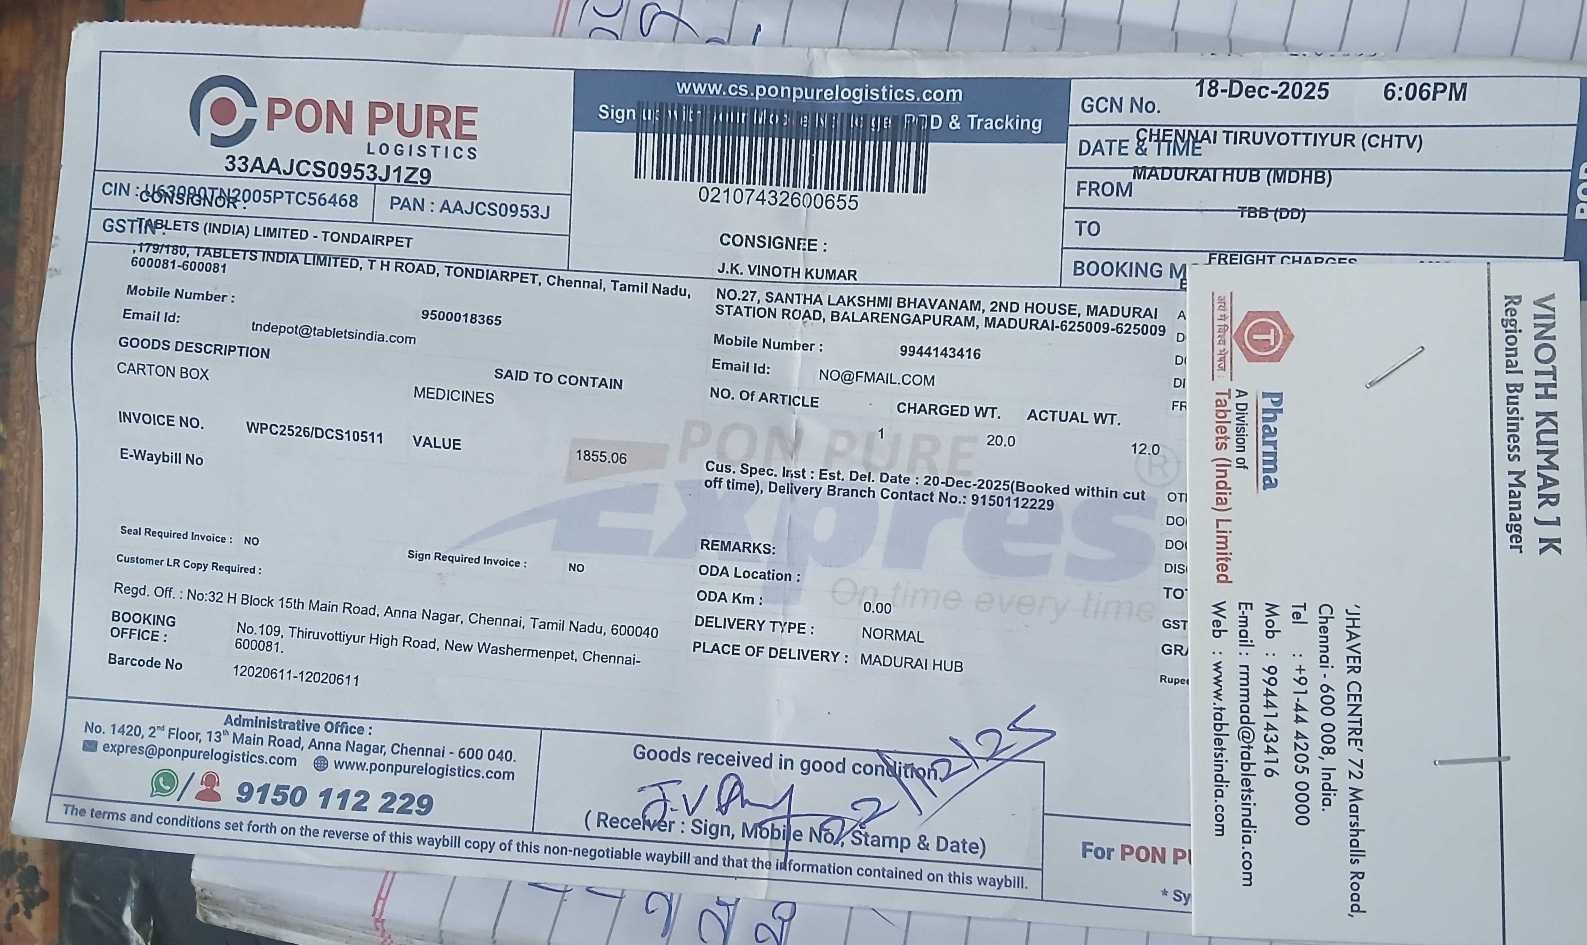 PON PURE
LOGISTICS
33AAJCS0953J1Z9
CIN : U63090TN2005PTC56468
PAN : AAJCS0953J
GSTIN :
www.cs.ponpurelogistics.com
Sign & Tracking
02107432600655
GCN No.
18-Dec-2025 6:06PM
DATE & TIME
CHENNAI TIRUVOTTIYUR (CHTV)
FROM
MADURAI HUB (MDHB)
TO
TBB (DD)
BOOKING M
FREIGHT CHARGES
CONSIGNOR :
TABLETS (INDIA) LIMITED - TONDAIRPET
,179/180, TABLETS INDIA LIMITED, T H ROAD, TONDIARPET, Chennai, Tamil Nadu,
600081-600081
Mobile Number : 9500018365
Email Id: tndepot@tabletsindia.com
GOODS DESCRIPTION SAID TO CONTAIN
CARTON BOX MEDICINES
INVOICE NO. WPC2526/DCS10511 VALUE 1855.06
E-Waybill No
Seal Required Invoice : NO Sign Required Invoice : NO
Customer LR Copy Required :
Regd. Off. : No:32 H Block 15th Main Road, Anna Nagar, Chennai, Tamil Nadu, 600040
BOOKING OFFICE : No.109, Thiruvottiyur High Road, New Washermenpet, Chennai-
600081.
Barcode No 12020611-12020611
CONSIGNEE :
J.K. VINOTH KUMAR
NO.27, SANTHA LAKSHMI BHAVANAM, 2ND HOUSE, MADURAI
STATION ROAD, BALARENGAPURAM, MADURAI-625009-625009
Mobile Number : 9944143416
Email Id: NO@FMAIL.COM
NO. Of ARTICLE CHARGED WT. ACTUAL WT.
1 20.0 12.0
Cus. Spec. Inst : Est. Del. Date : 20-Dec-2025(Booked within cut
off time), Delivery Branch Contact No.: 9150112229
REMARKS:
ODA Location :
ODA Km : 0.00
DELIVERY TYPE : NORMAL
PLACE OF DELIVERY : MADURAI HUB
PON PURE
Expres
On time every time
Administrative Office :
No. 1420, 2nd Floor, 13th Main Road, Anna Nagar, Chennai - 600 040.
expres@ponpurelogistics.com www.ponpurelogistics.com
9150 112 229
Goods received in good condition
22/12/25
( Receiver : Sign, Mobile No., Stamp & Date)
The terms and conditions set forth on the reverse of this waybill copy of this non-negotiable waybill and that the information contained on this waybill.
For PON PU
* Sy
OT
DO
DO
DIS
TO
GST
GR
Rupee
VINOTH KUMAR J K
Regional Business Manager
T
Pharma
A Division of
Tablets (India) Limited
'JHAVER CENTRE' 72 Marshalls Road,
Chennai - 600 008, India.
Tel : +91-44 4205 0000
Mob : 9944143416
E-mail : rmmad@tabletsindia.com
Web : www.tabletsindia.com